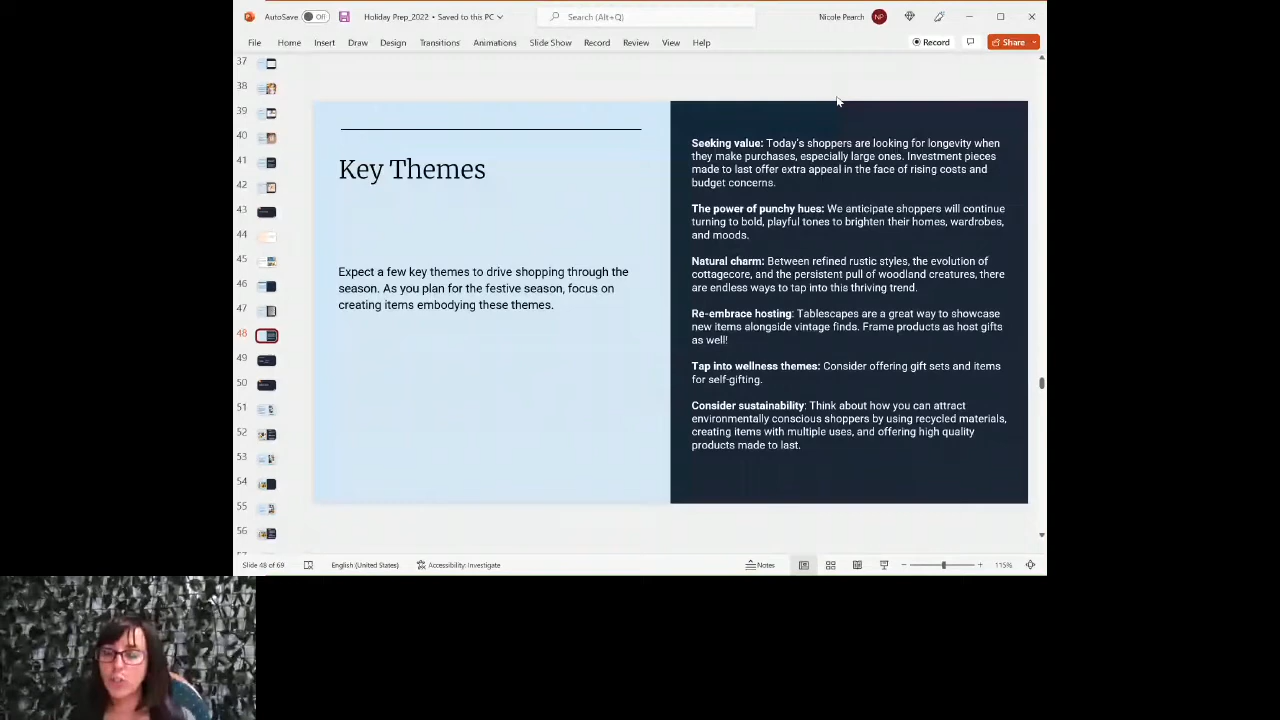 AutoSave Off Holiday_Prep_2022 • Saved to this PC Search (Alt+Q) Nicole Pearch NP
File Home Insert Draw Design Transitions Animations Slide Show Record Review View Help Record Share
37
38
39
40
41
42
43
44
45
46
47
48
49
50
51
52
53
54
55
56
Key Themes
Expect a few key themes to drive shopping through the
season. As you plan for the festive season, focus on
creating items embodying these themes.
Seeking value: Today's shoppers are looking for longevity when
they make purchases, especially large ones. Investment pieces
made to last offer extra appeal in the face of rising costs and
budget concerns.
The power of punchy hues: We anticipate shoppers will continue
turning to bold, playful tones to brighten their homes, wardrobes,
and moods.
Natural charm: Between refined rustic styles, the evolution of
cottagecore, and the persistent pull of woodland creatures, there
are endless ways to tap into this thriving trend.
Re-embrace hosting: Tablescapes are a great way to showcase
new items alongside vintage finds. Frame products as host gifts
as well!
Tap into wellness themes: Consider offering gift sets and items
for self-gifting.
Consider sustainability: Think about how you can attract
environmentally conscious shoppers by using recycled materials,
creating items with multiple uses, and offering high quality
products made to last.
Slide 48 of 69 English (United States) Accessibility: Investigate Notes 115%